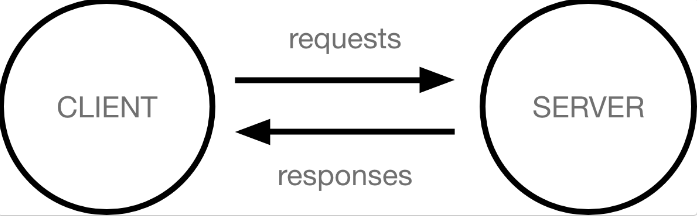 requests
CLIENT
SERVER
responses